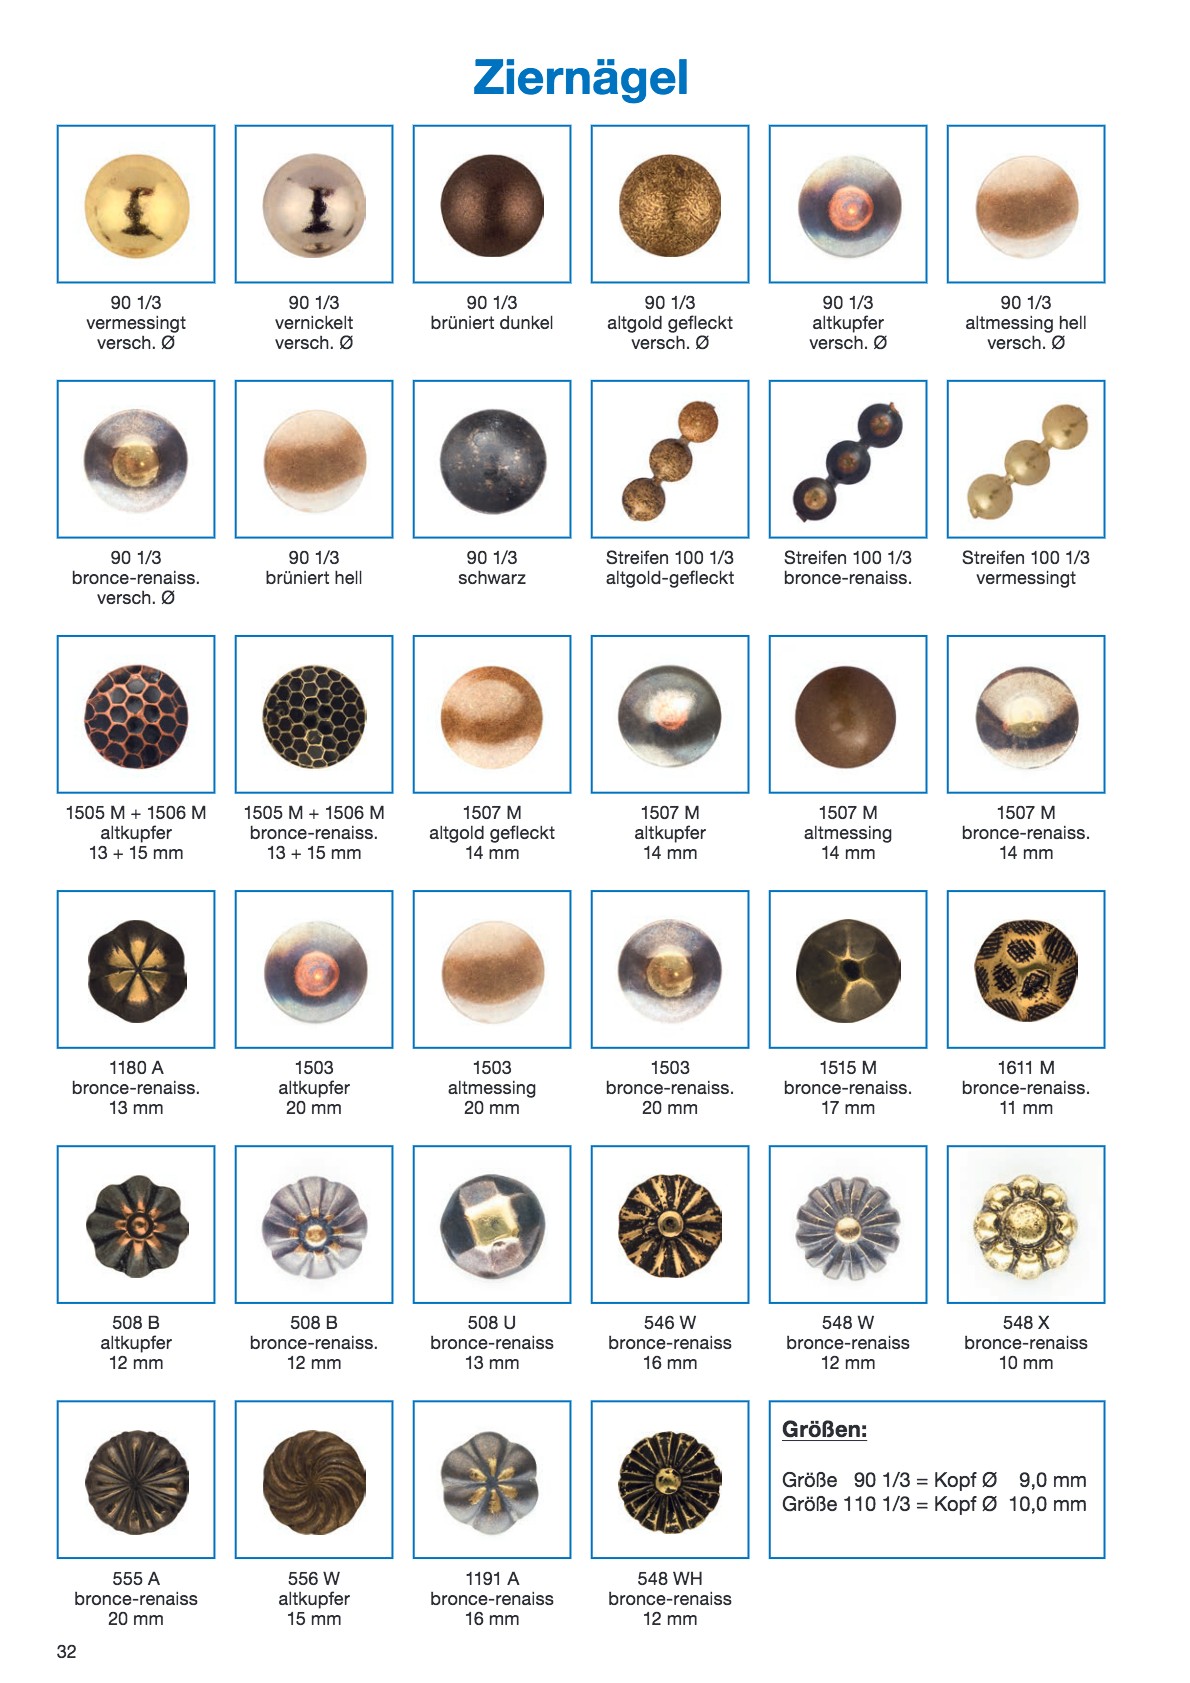 Ziernägel
90 1/3
vermessingt
versch. Ø
90 1/3
vernickelt
versch. Ø
90 1/3
brüniert dunkel
90 1/3
altgold gefleckt
versch. Ø
90 1/3
altkupfer
versch. Ø
90 1/3
altmessing hell
versch. Ø
90 1/3
bronce-renaiss.
versch. Ø
90 1/3
brüniert hell
90 1/3
schwarz
Streifen 100 1/3
altgold-gefleckt
Streifen 100 1/3
bronce-renaiss.
Streifen 100 1/3
vermessingt
1505 M + 1506 M
altkupfer
13 + 15 mm
1505 M + 1506 M
bronce-renaiss.
13 + 15 mm
1507 M
altgold gefleckt
14 mm
1507 M
altkupfer
14 mm
1507 M
altmessing
14 mm
1507 M
bronce-renaiss.
14 mm
1180 A
bronce-renaiss.
13 mm
1503
altkupfer
20 mm
1503
altmessing
20 mm
1503
bronce-renaiss.
20 mm
1515 M
bronce-renaiss.
17 mm
1611 M
bronce-renaiss.
11 mm
508 B
altkupfer
12 mm
508 B
bronce-renaiss.
12 mm
508 U
bronce-renaiss
13 mm
546 W
bronce-renaiss
16 mm
548 W
bronce-renaiss
12 mm
548 X
bronce-renaiss
10 mm
555 A
bronce-renaiss
20 mm
556 W
altkupfer
15 mm
1191 A
bronce-renaiss
16 mm
548 WH
bronce-renaiss
12 mm
Größen:
Größe 90 1/3 = Kopf Ø 9,0 mm
Größe 110 1/3 = Kopf Ø 10,0 mm
32